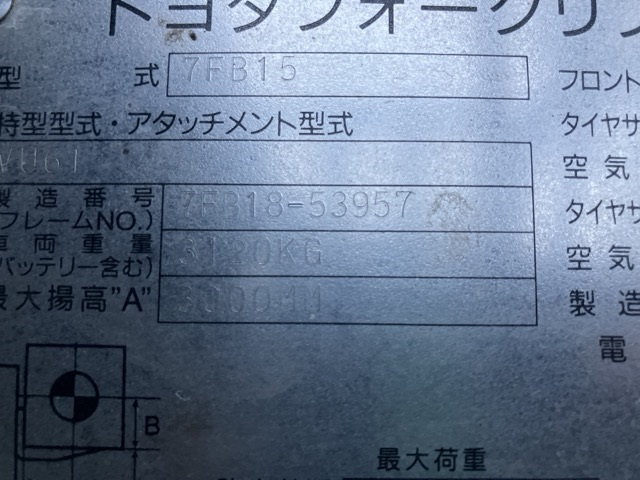 トヨタフォークリフ
型式 7FB15
フロント
特型型式・アタッチメント型式
タイヤサ
空気
製造番号
(フレームNO.) 7FB18-53957
タイヤサ
車両重量
(バッテリー含む) 3120KG
空気
最大揚高"A" 3000
製造
電
B
最大荷重